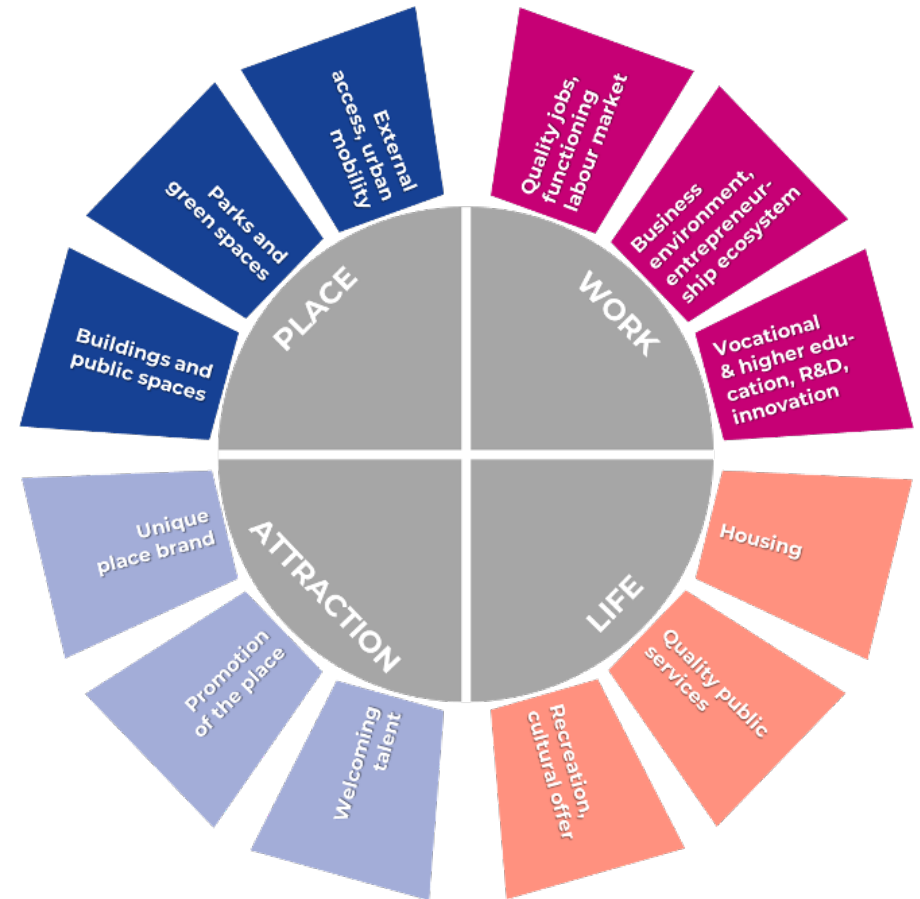 PLACE
External
access, urban
mobility
Parks and
green spaces
Buildings and
public spaces
WORK
Quality jobs,
functioning
labour market
Business
environment,
entrepreneur-
ship ecosystem
Vocational
& higher edu-
cation, R&D,
innovation
LIFE
Housing
Quality public
services
Recreation,
cultural offer
ATTRACTION
Unique
place brand
Promotion
of the place
Welcoming
talent